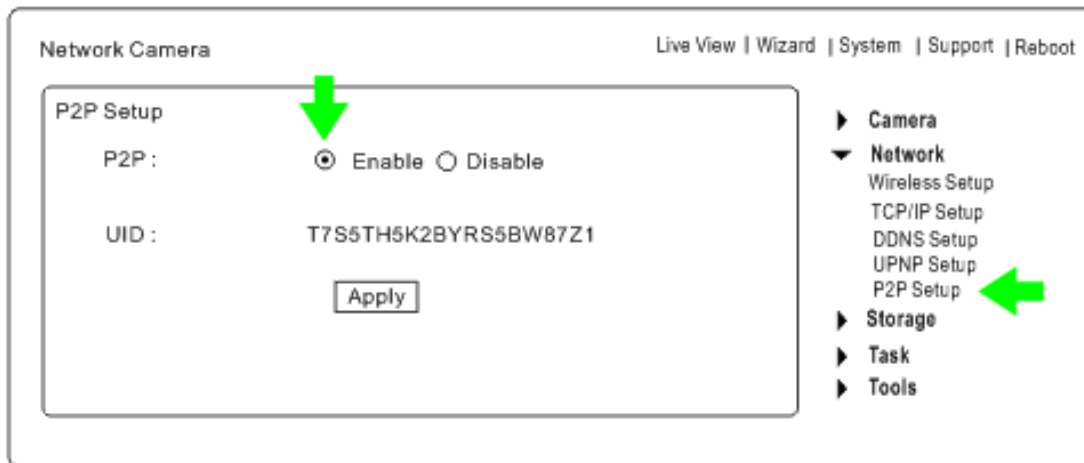 Network Camera
Live View | Wizard | System | Support | Reboot
P2P Setup
P2P : Enable Disable
UID : T7S5TH5K2BYRS5BW87Z1
Apply
Camera
Network
Wireless Setup
TCP/IP Setup
DDNS Setup
UPNP Setup
P2P Setup
Storage
Task
Tools